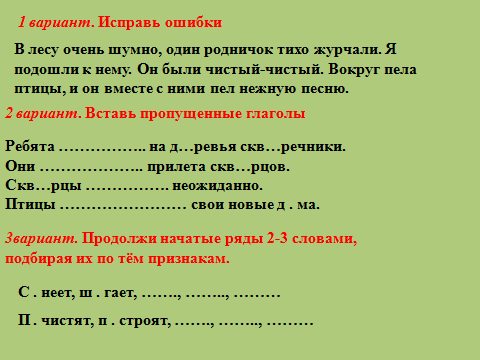 1 вариант. Исправь ошибки
В лесу очень шумно, один родничок тихо журчали. Я
подошли к нему. Он были чистый-чистый. Вокруг пела
птицы, и он вместе с ними пел нежную песню.
2 вариант. Вставь пропущенные глаголы
Ребята …………….. на д…ревья скв…речники.
Они ……………….. прилета скв…рцов.
Скв…рцы ……………. неожиданно.
Птицы …………………… свои новые д . ма.
3вариант. Продолжи начатые ряды 2-3 словами,
подбирая их по тём признакам.
С . неет, ш . гает, ……., …….., ………
П . чистят, п . строят, ……., …….., ………